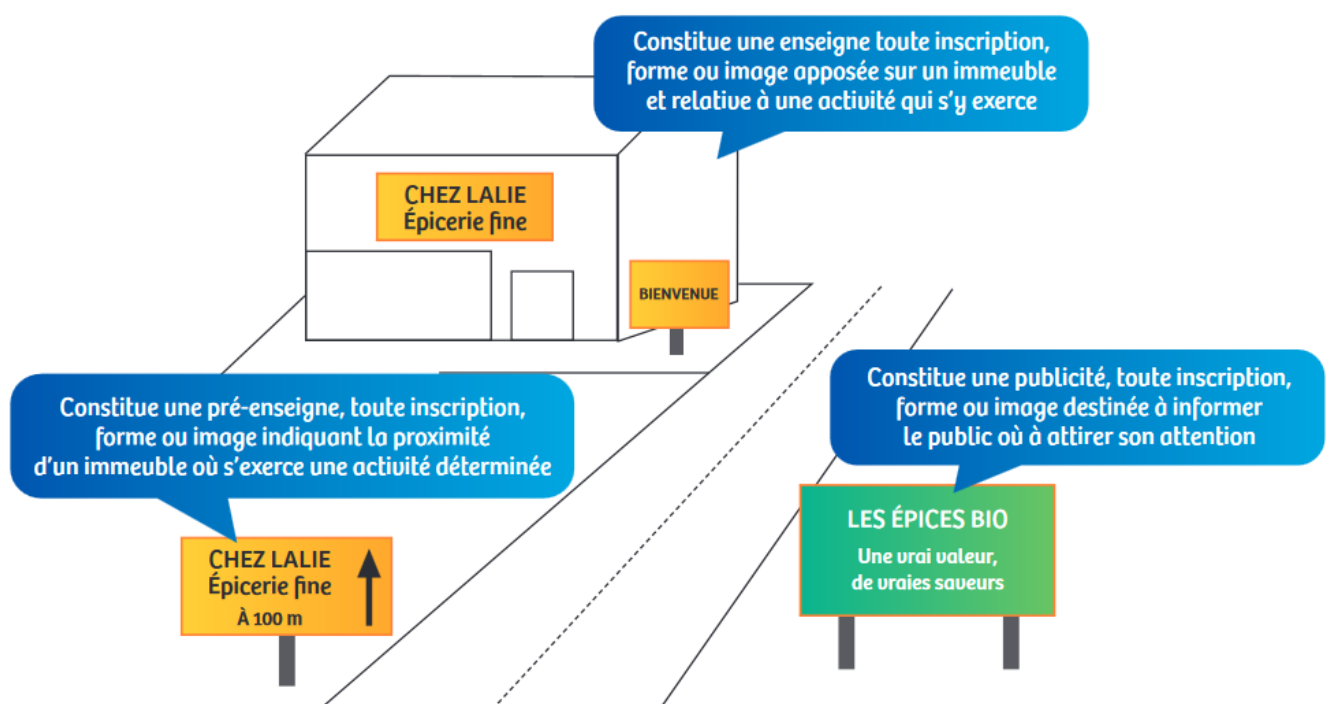 Constitue une enseigne toute inscription,
forme ou image apposée sur un immeuble
et relative à une activité qui s'y exerce
CHEZ LALIE
Épicerie fine
BIENVENUE
Constitue une pré-enseigne, toute inscription,
forme ou image indiquant la proximité
d'un immeuble où s'exerce une activité déterminée
Constitue une publicité, toute inscription,
forme ou image destinée à informer
le public où à attirer son attention
CHEZ LALIE
Épicerie fine
À 100 m
LES ÉPICES BIO
Une vrai valeur,
de vraies saveurs